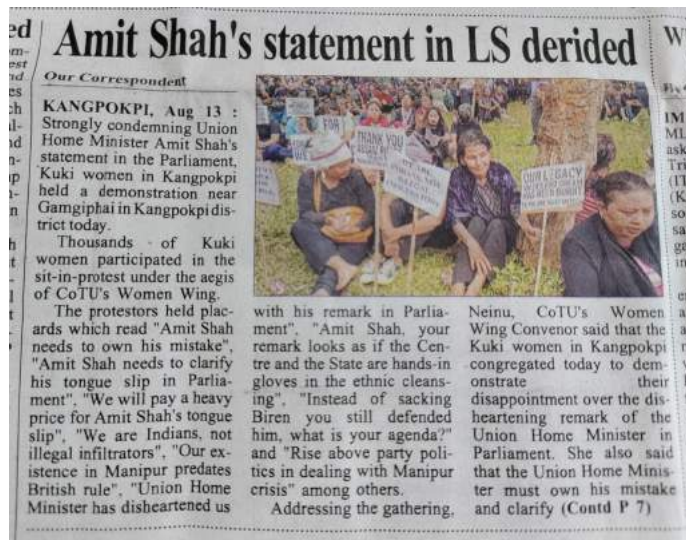 Amit Shah's statement in LS derided
Our Correspondent
KANGPOKPI, Aug 13 :
Strongly condemning Union
Home Minister Amit Shah's
statement in the Parliament,
Kuki women in Kangpokpi
held a demonstration near
Gamgiphai in Kangpokpi dis-
trict today.
Thousands of Kuki
women participated in the
sit-in-protest under the aegis
of CoTU's Women Wing.
The protestors held plac-
ards which read "Amit Shah
needs to own his mistake",
"Amit Shah needs to clarify
his tongue slip in Parlia-
ment", "We will pay a heavy
price for Amit Shah's tongue
slip", "We are Indians, not
illegal infiltrators", "Our ex-
istence in Manipur predates
British rule", "Union Home
Minister has disheartened us
THANK YOU
FOR
OUR LEGACY
with his remark in Parlia-
ment", "Amit Shah, your
remark looks as if the Cen-
tre and the State are hands-in
gloves in the ethnic cleans-
ing", "Instead of sacking
Biren you still defended
him, what is your agenda?"
and "Rise above party poli-
tics in dealing with Manipur
crisis" among others.
Addressing the gathering,
Neinu, CoTU's Women
Wing Convenor said that the
Kuki women in Kangpokpi
congregated today to dem-
onstrate their
disappointment over the dis-
heartening remark of the
Union Home Minister in
Parliament. She also said
that the Union Home Minis-
ter must own his mistake
and clarify (Contd P 7)